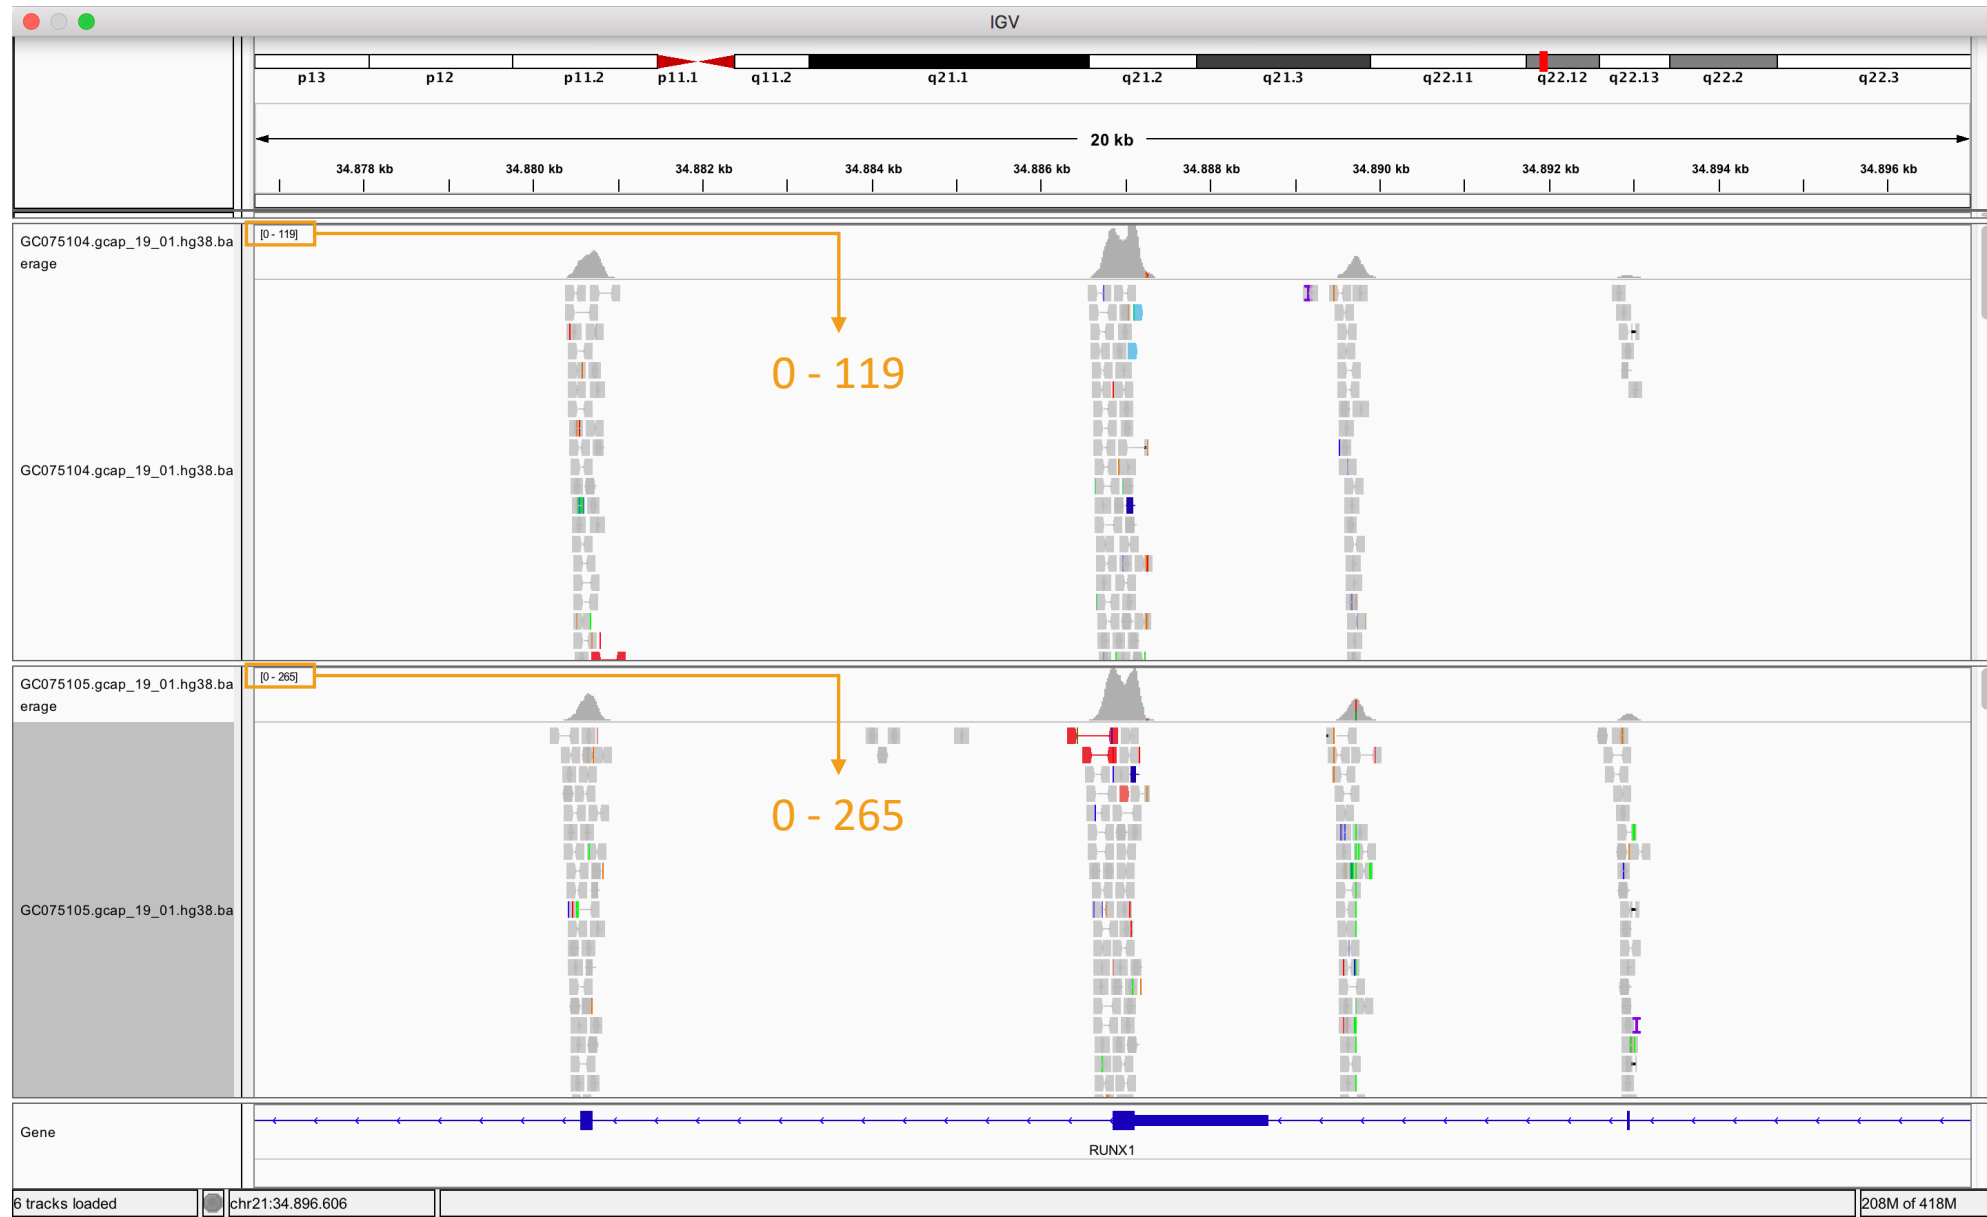 IGV
p13 p12 p11.2 p11.1 q11.2 q21.1 q21.2 q21.3 q22.11 q22.12 q22.13 q22.2 q22.3
20 kb
34.878 kb 34.880 kb 34.882 kb 34.884 kb 34.886 kb 34.888 kb 34.890 kb 34.892 kb 34.894 kb 34.896 kb
GC075104.gcap_19_01.hg38.ba
erage
[0 - 119]
0 - 119
GC075104.gcap_19_01.hg38.ba
GC075105.gcap_19_01.hg38.ba
erage
[0 - 265]
0 - 265
GC075105.gcap_19_01.hg38.ba
Gene
RUNX1
6 tracks loaded chr21:34.896.606 208M of 418M